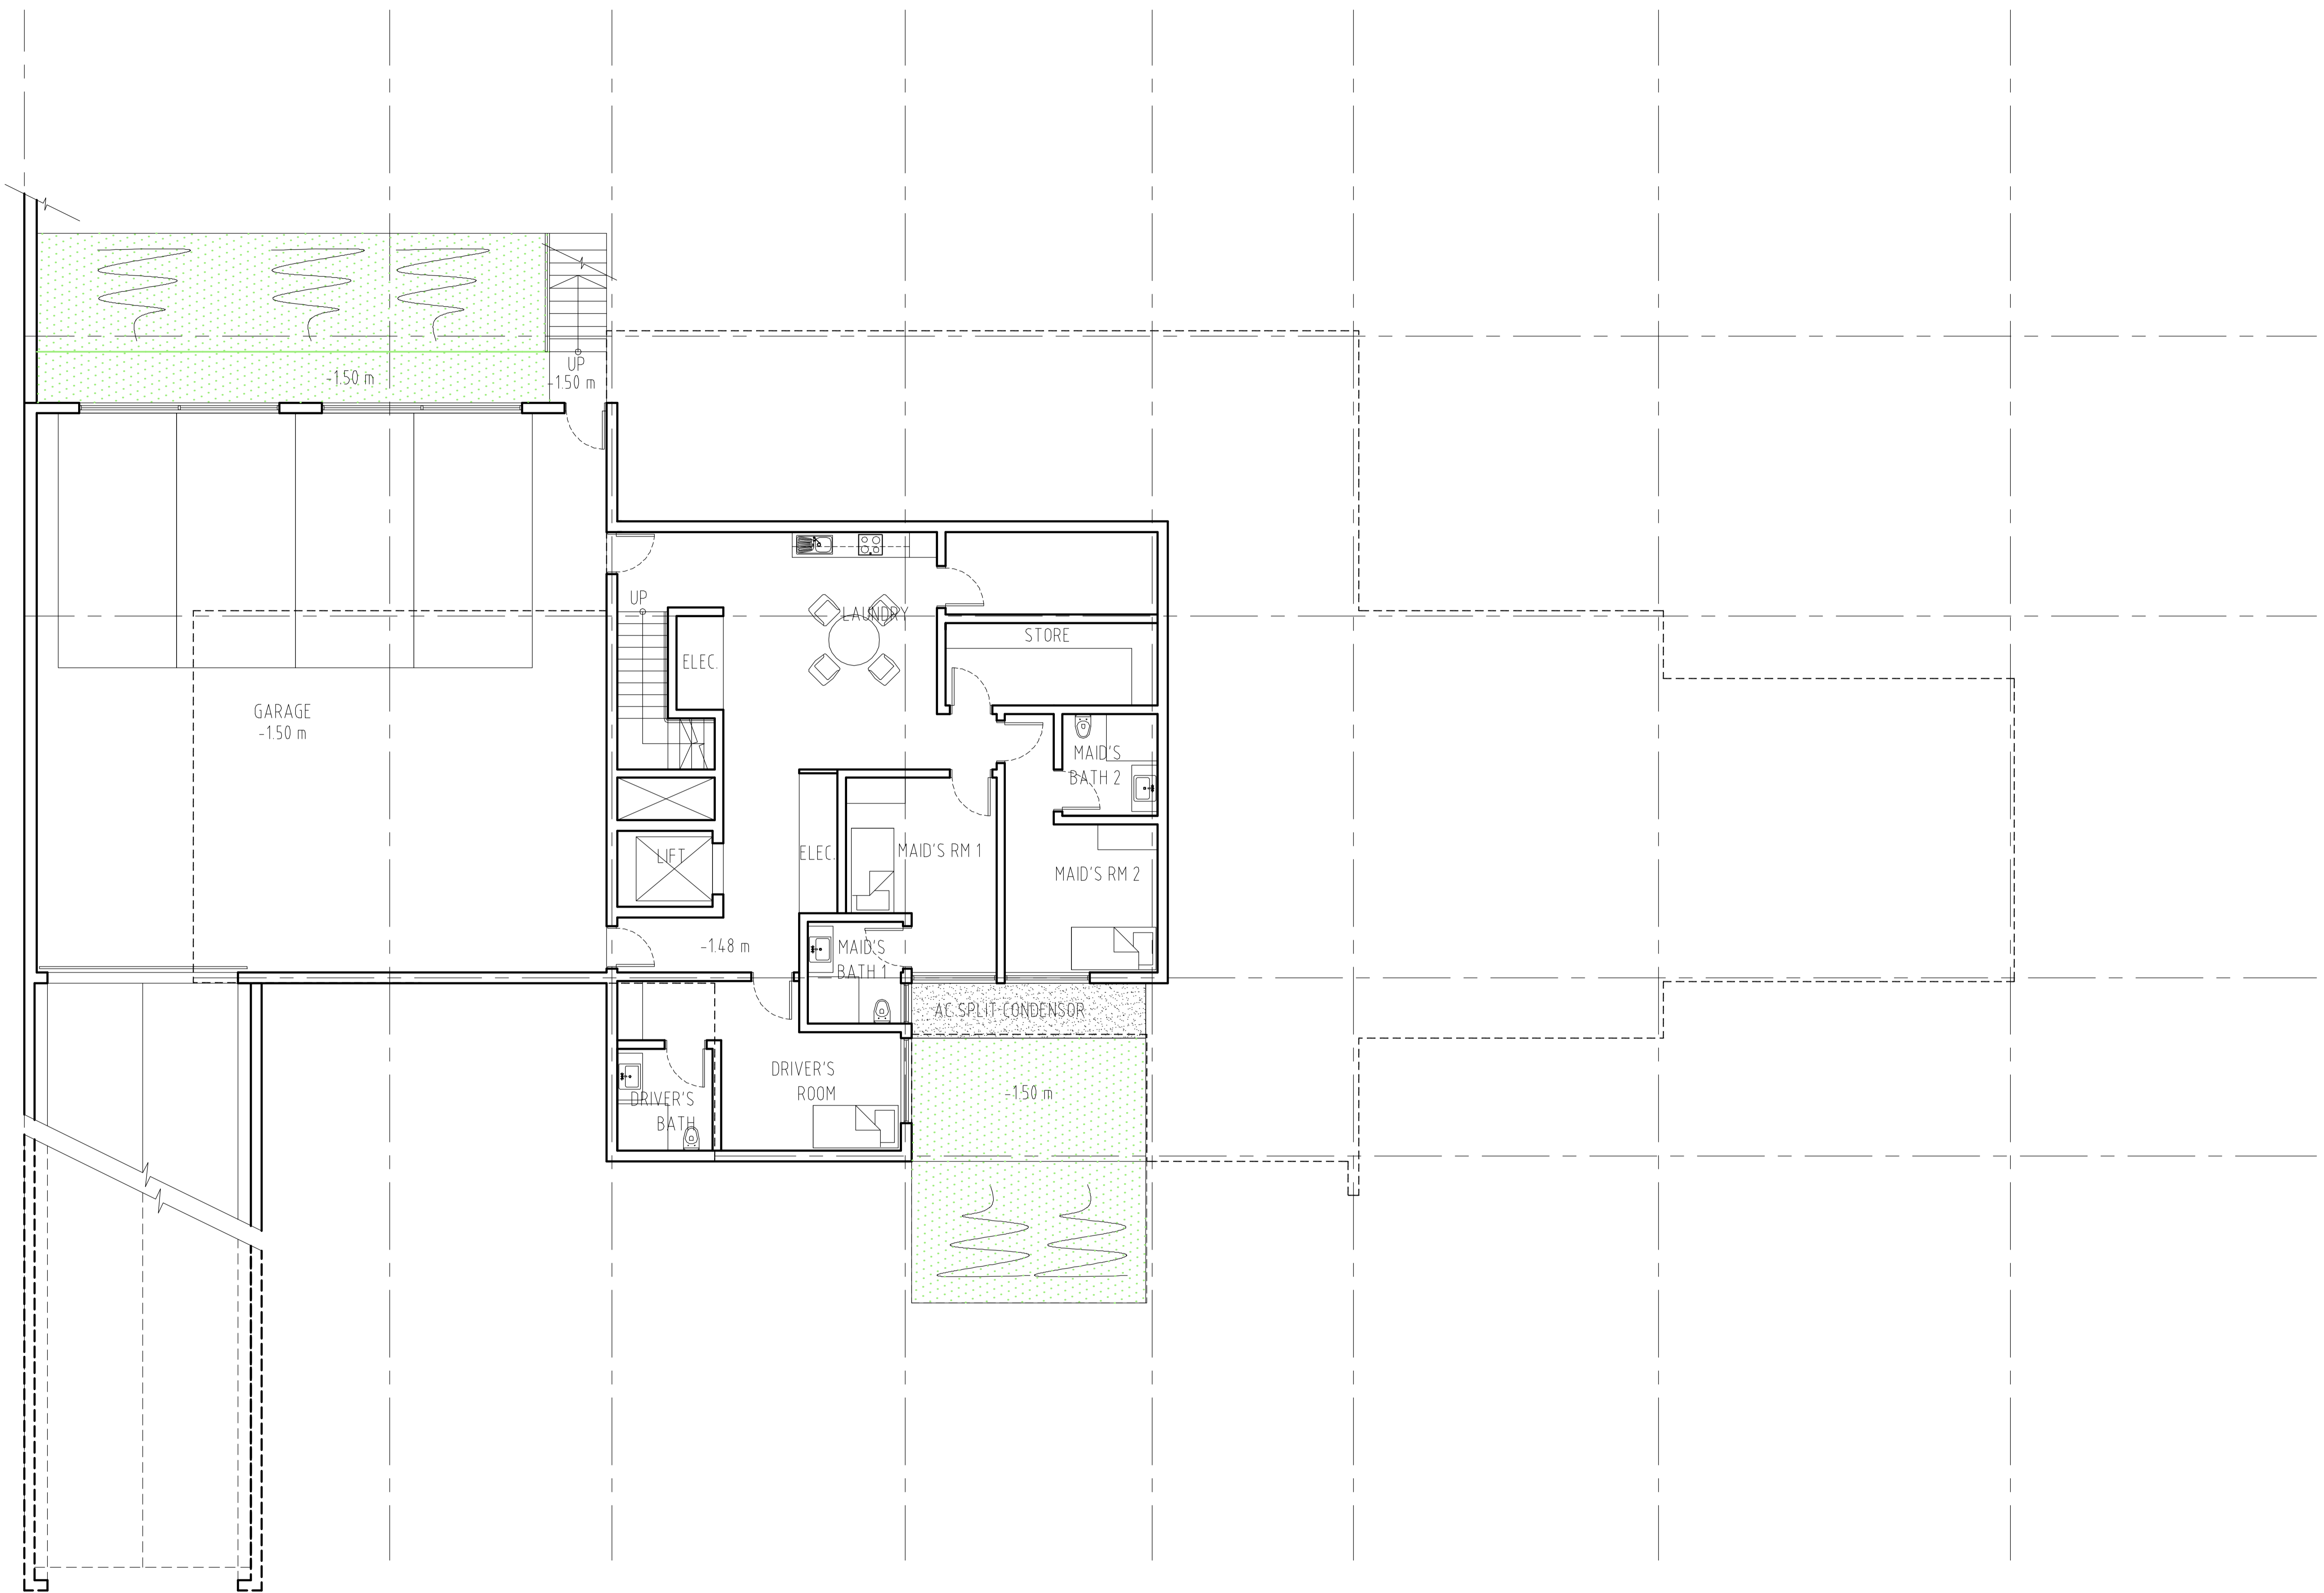 -1.50 m
UP
-1.50 m
UP
LAUNDRY
STORE
ELEC.
GARAGE
-1.50 m
MAID'S
BATH 2
LIFT
ELEC.
MAID'S RM 1
MAID'S RM 2
-1.48 m
MAID'S
BATH 1
AC SPLIT CONDENSOR
DRIVER'S
ROOM
-1.50 m
DRIVER'S
BATH